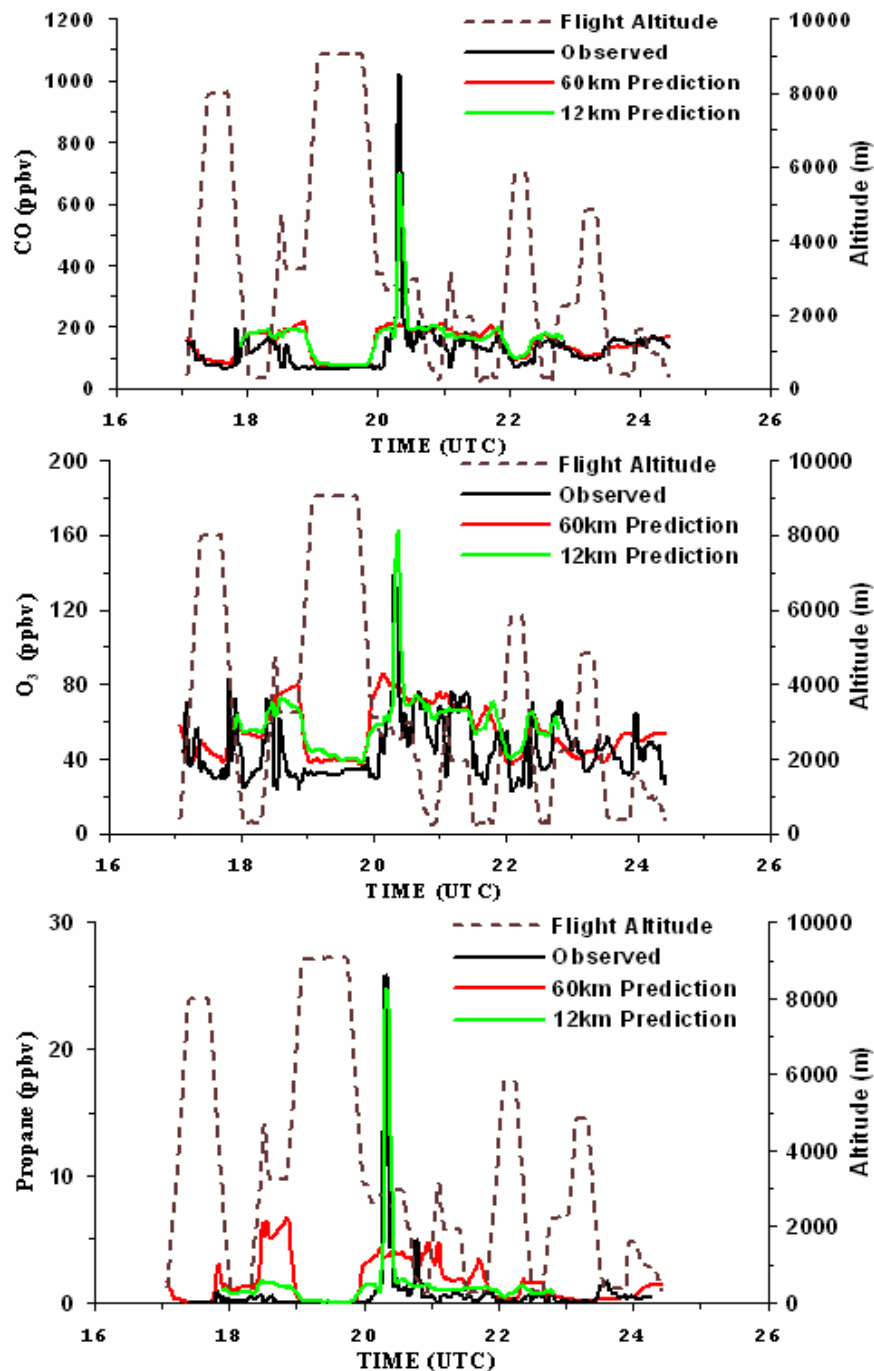 1200
1000
800
600
400
200
0
CO (ppbv)
Flight Altitude
Observed
60km Prediction
12km Prediction
10000
8000
6000
4000
2000
0
Altitude (m)
16 18 20 22 24 26
TIME (UTC)
200
160
120
80
40
0
O3 (ppbv)
Flight Altitude
Observed
60km Prediction
12km Prediction
10000
8000
6000
4000
2000
0
Altitude (m)
16 18 20 22 24 26
TIME (UTC)
30
20
10
0
Propane (ppbv)
Flight Altitude
Observed
60km Prediction
12km Prediction
10000
8000
6000
4000
2000
0
Altitude (m)
16 18 20 22 24 26
TIME (UTC)